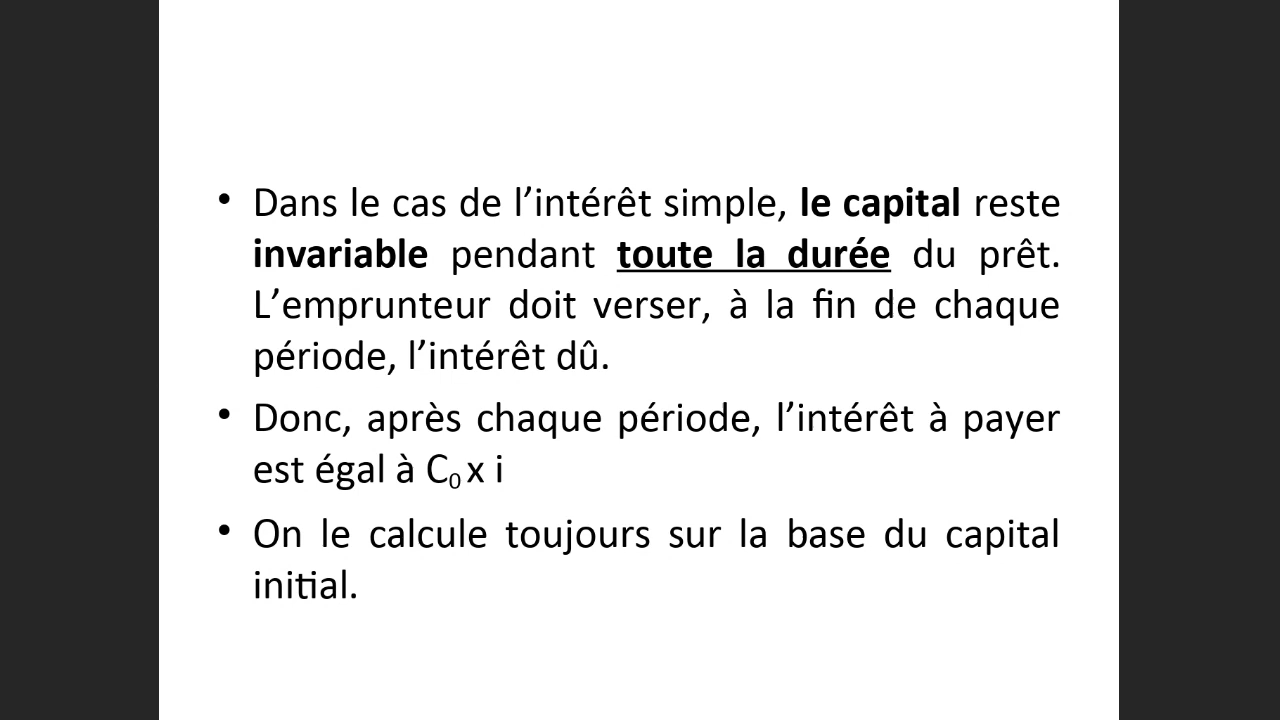 • Dans le cas de l’intérêt simple, le capital reste
invariable pendant toute la durée du prêt.
L’emprunteur doit verser, à la fin de chaque
période, l’intérêt dû.
• Donc, après chaque période, l’intérêt à payer
est égal à C₀ x i
• On le calcule toujours sur la base du capital
initial.